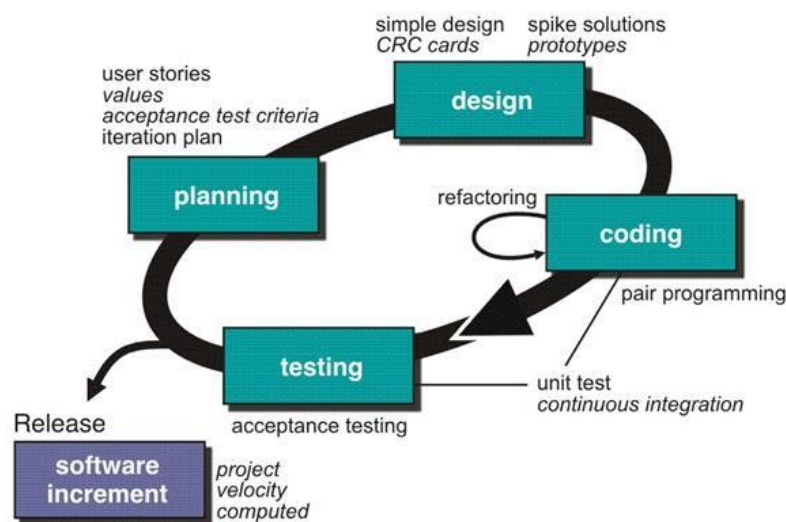 simple design
CRC cards
spike solutions
prototypes
user stories
values
acceptance test criteria
iteration plan
design
planning
refactoring
coding
pair programming
testing
unit test
continuous integration
acceptance testing
Release
software
increment
project
velocity
computed